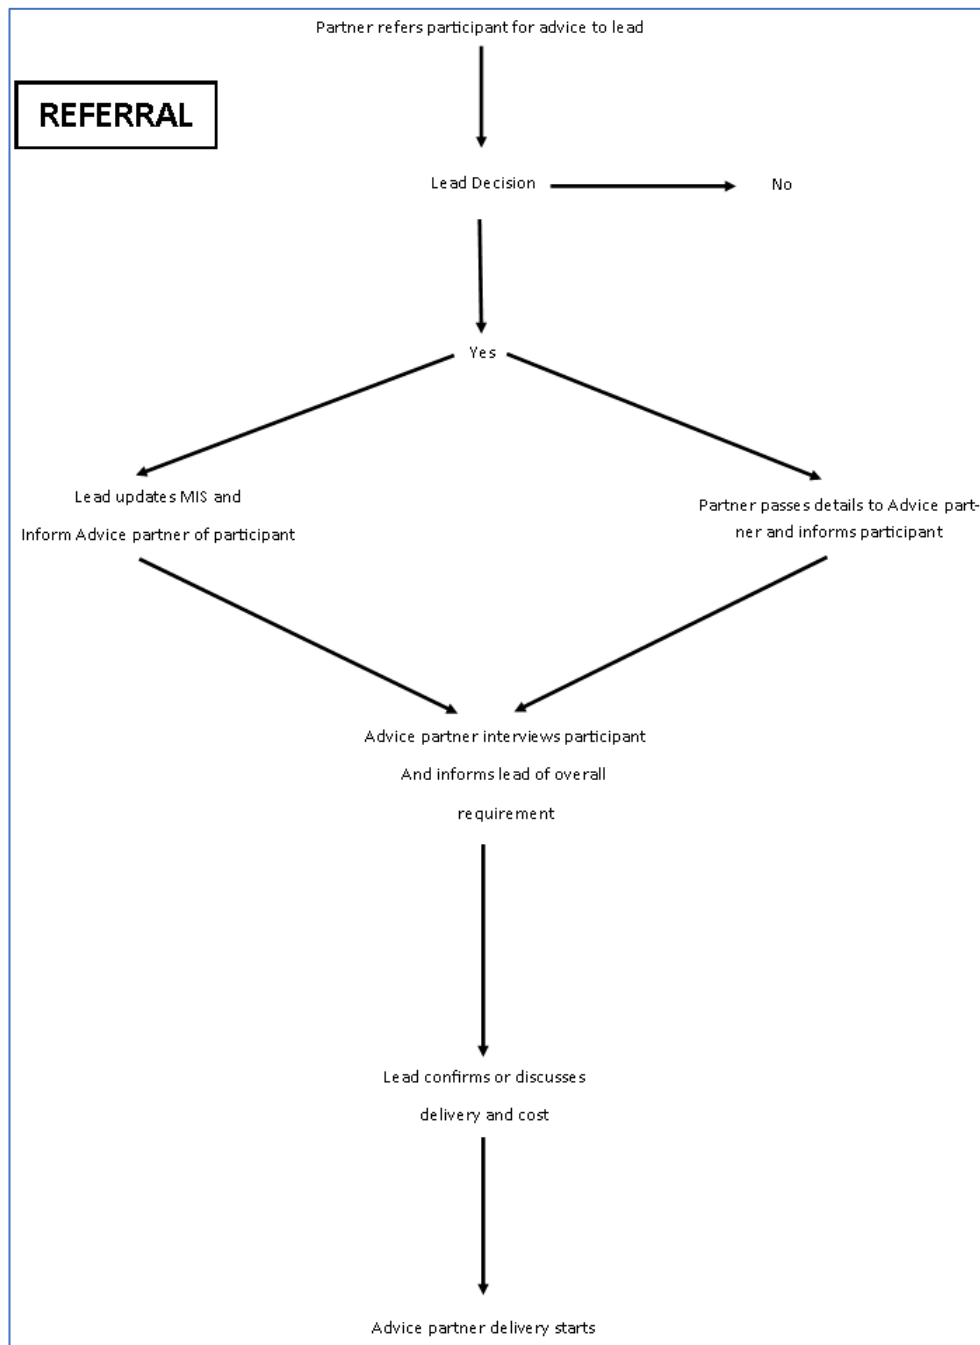 Partner refers participant for advice to lead
REFERRAL
Lead Decision
No
Yes
Lead updates MIS and
Inform Advice partner of participant
Partner passes details to Advice part-
ner and informs participant
Advice partner interviews participant
And informs lead of overall
requirement
Lead confirms or discusses
delivery and cost
Advice partner delivery starts